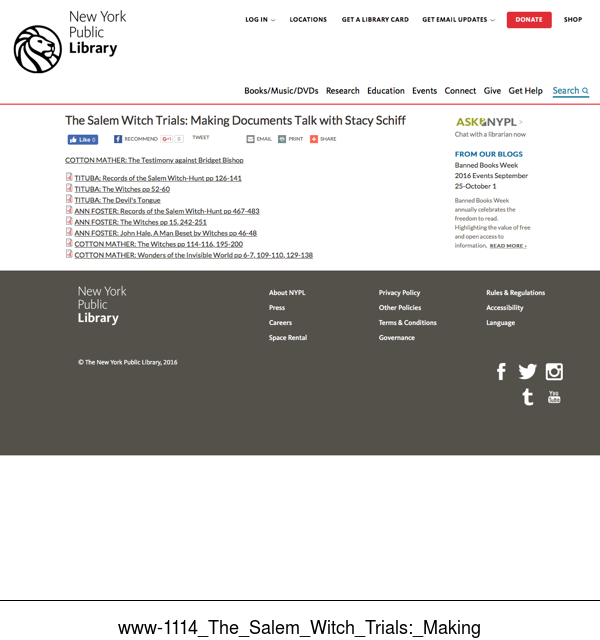 New York
Public
Library
LOG IN
LOCATIONS
GET A LIBRARY CARD
GET EMAIL UPDATES
DONATE
SHOP
Books/Music/DVDs
Research
Education
Events
Connect
Give
Get Help
Search
The Salem Witch Trials: Making Documents Talk with Stacy Schiff
Like 0
RECOMMEND
G+1 0
TWEET
EMAIL
PRINT
SHARE
COTTON MATHER: The Testimony against Bridget Bishop
TITUBA: Records of the Salem Witch-Hunt pp 126-141
TITUBA: The Witches pp 52-60
TITUBA: The Devil's Tongue
ANN FOSTER: Records of the Salem Witch-Hunt pp 467-483
ANN FOSTER: The Witches pp 15, 242-251
ANN FOSTER: John Hale, A Man Beset by Witches pp 46-48
COTTON MATHER: The Witches pp 114-116, 195-200
COTTON MATHER: Wonders of the Invisible World pp 6-7, 109-110, 129-138
ASK NYPL >
Chat with a librarian now
FROM OUR BLOGS
Banned Books Week
2016 Events September
25-October 1
Banned Books Week
annually celebrates the
freedom to read.
Highlighting the value of free
and open access to
information. READ MORE ›
New York
Public
Library
About NYPL
Press
Careers
Space Rental
Privacy Policy
Other Policies
Terms & Conditions
Governance
Rules & Regulations
Accessibility
Language
© The New York Public Library, 2016
f
t
You
Tube
www-1114_The_Salem_Witch_Trials:_Making